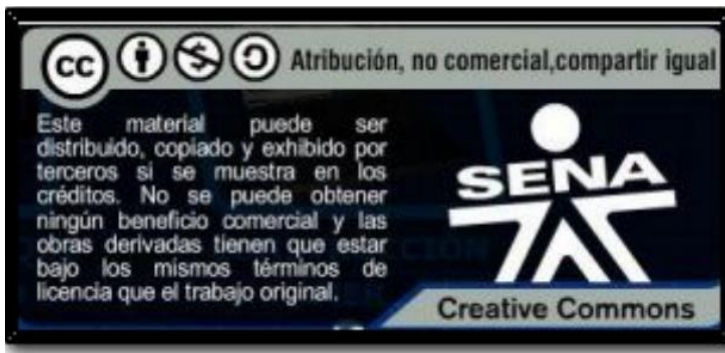 cc Atribución, no comercial,compartir igual
Este material puede ser
distribuido, copiado y exhibido por
terceros si se muestra en los
créditos. No se puede obtener
ningún beneficio comercial y las
obras derivadas tienen que estar
bajo los mismos términos de
licencia que el trabajo original.
SENA
Creative Commons